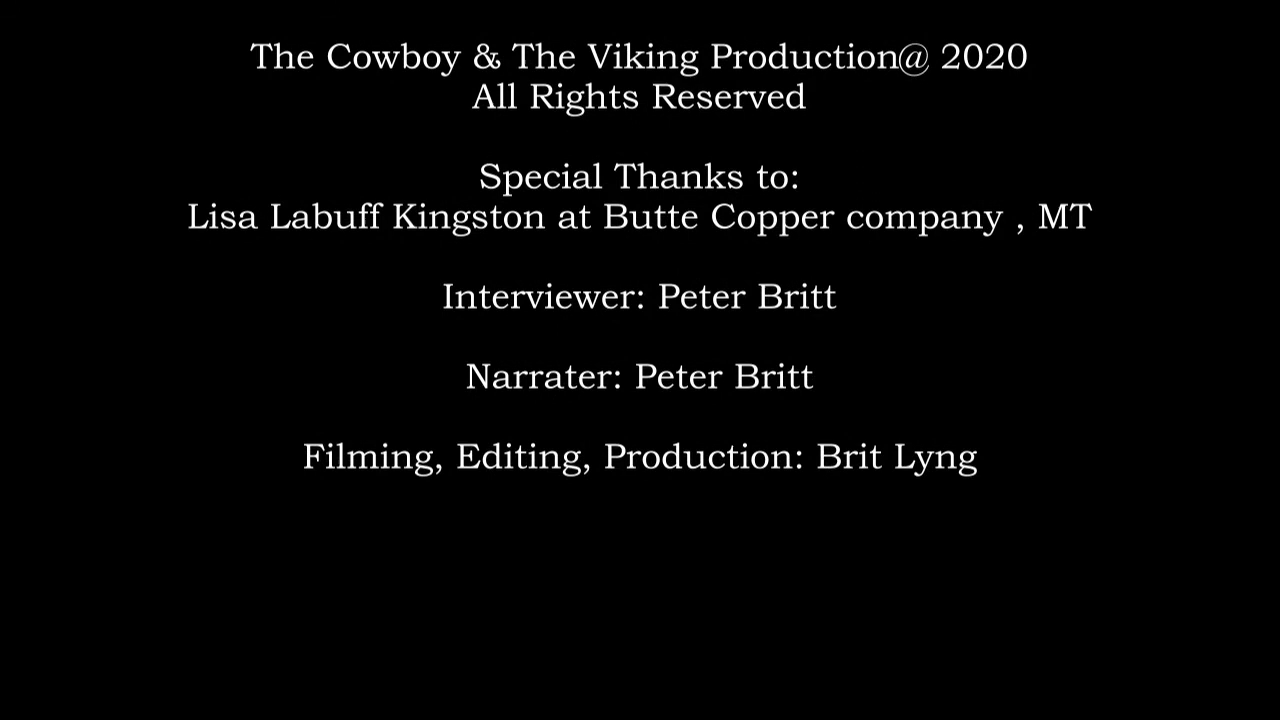 The Cowboy & The Viking Production@ 2020
All Rights Reserved
Special Thanks to:
Lisa Labuff Kingston at Butte Copper company , MT
Interviewer: Peter Britt
Narrater: Peter Britt
Filming, Editing, Production: Brit Lyng